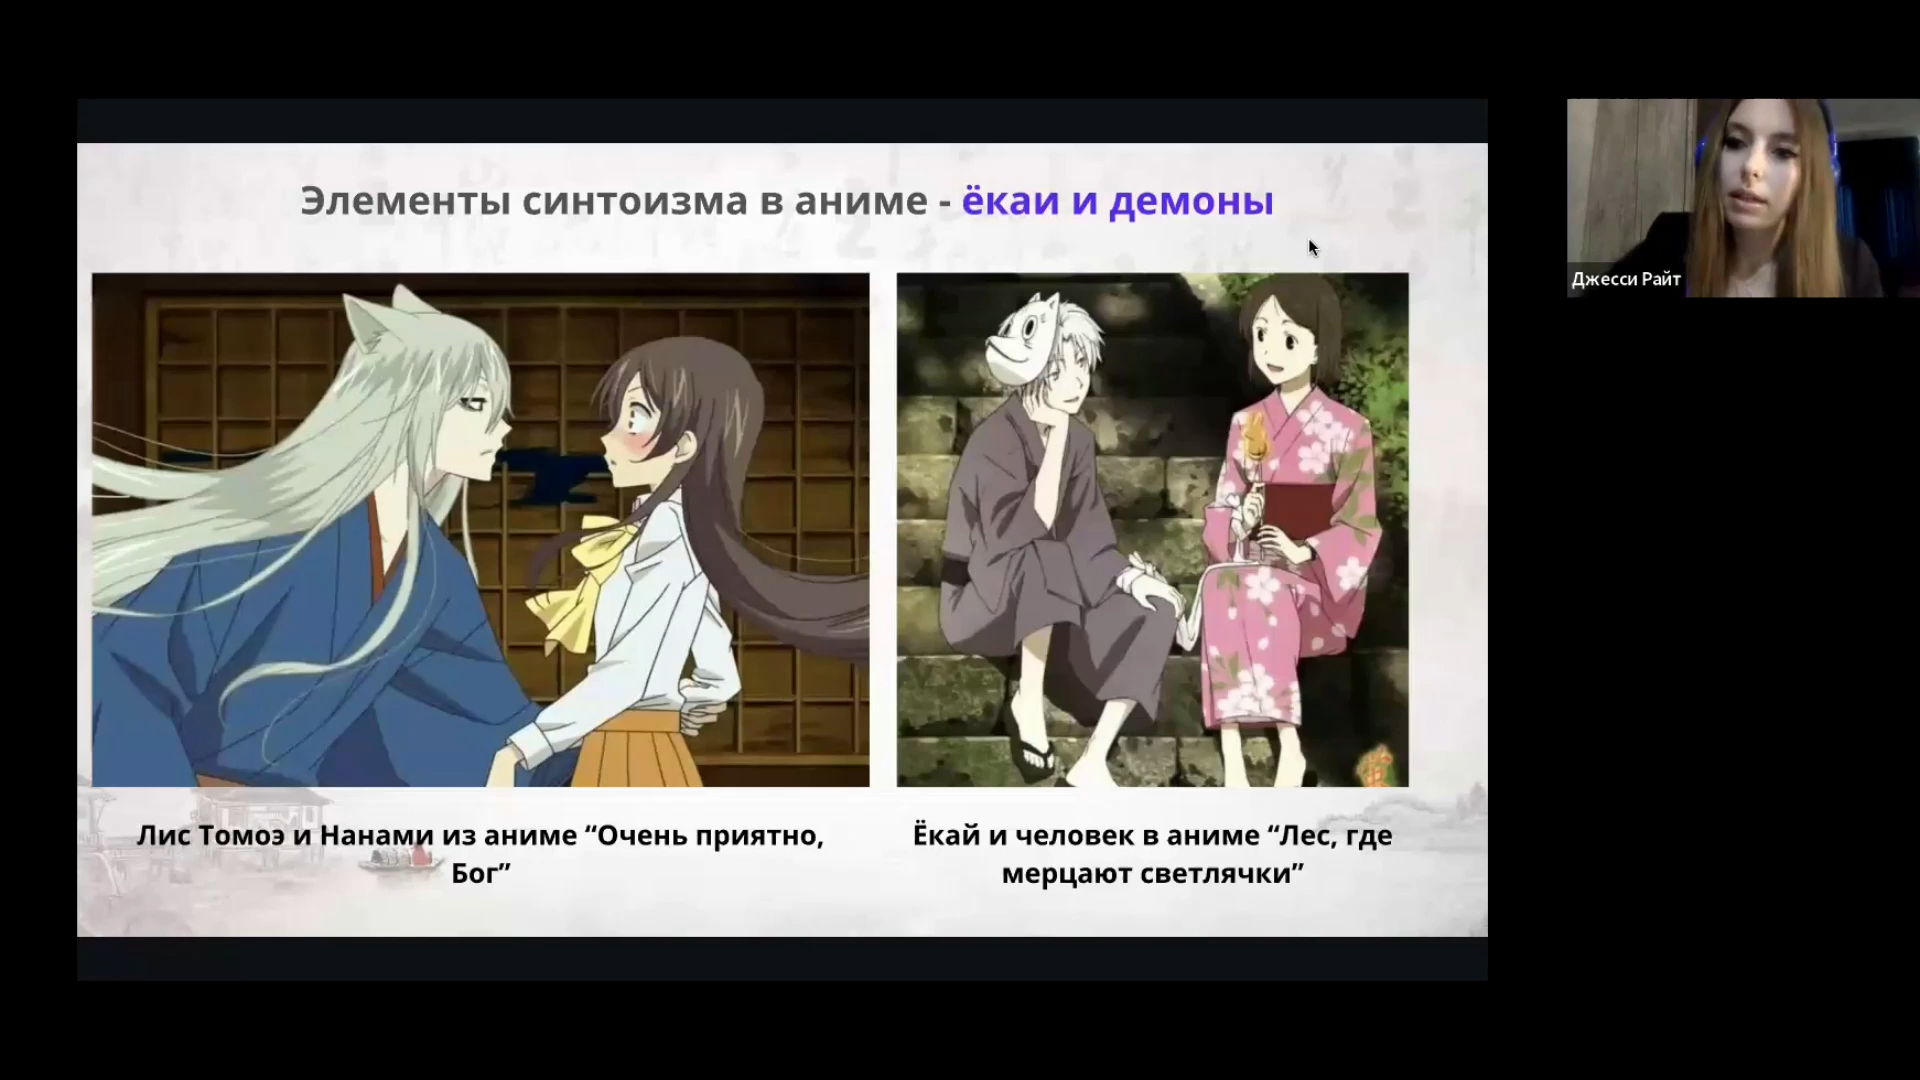 Элементы синтоизма в аниме - ёкаи и демоны
Джесси Райт
Лис Томоэ и Нанами из аниме “Очень приятно,
Бог”
Ёкай и человек в аниме “Лес, где
мерцают светлячки”